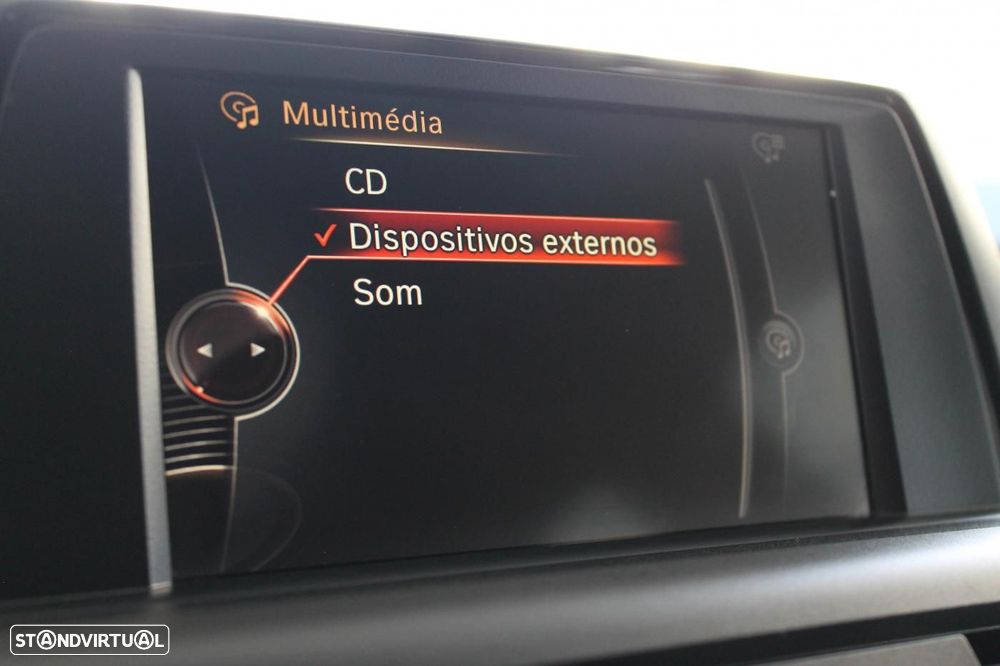 Multimédia
CD
Dispositivos externos
Som
STANDVIRTUAL